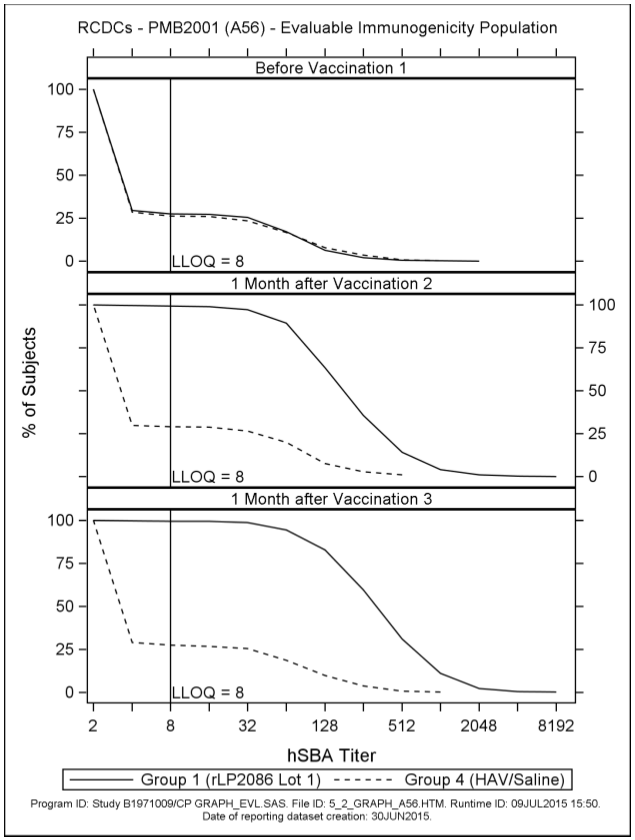 RCDCs - PMB2001 (A56) - Evaluable Immunogenicity Population
Before Vaccination 1
100
75
50
25
0
LLOQ = 8
1 Month after Vaccination 2
100
75
50
25
0
LLOQ = 8
% of Subjects
1 Month after Vaccination 3
100
75
50
25
0
LLOQ = 8
2 8 32 128 512 2048 8192
hSBA Titer
Group 1 (rLP2086 Lot 1) Group 4 (HAV/Saline)
Program ID: Study B1971009/CP GRAPH_EVL.SAS. File ID: 5_2_GRAPH_A56.HTM. Runtime ID: 09JUL2015 15:50.
Date of reporting dataset creation: 30JUN2015.